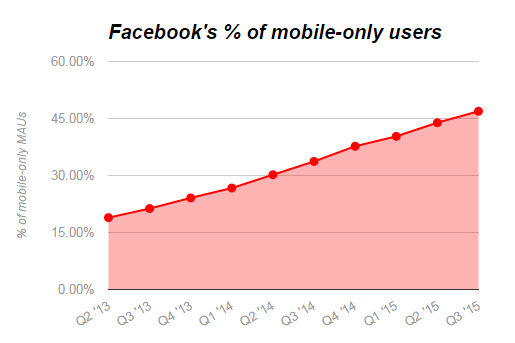 Facebook's % of mobile-only users
% of mobile-only MAUs
60.00%
45.00%
30.00%
15.00%
0.00%
Q2 '13
Q3 '13
Q4 '13
Q1 '14
Q2 '14
Q3 '14
Q4 '14
Q1 '15
Q2 '15
Q3 '15